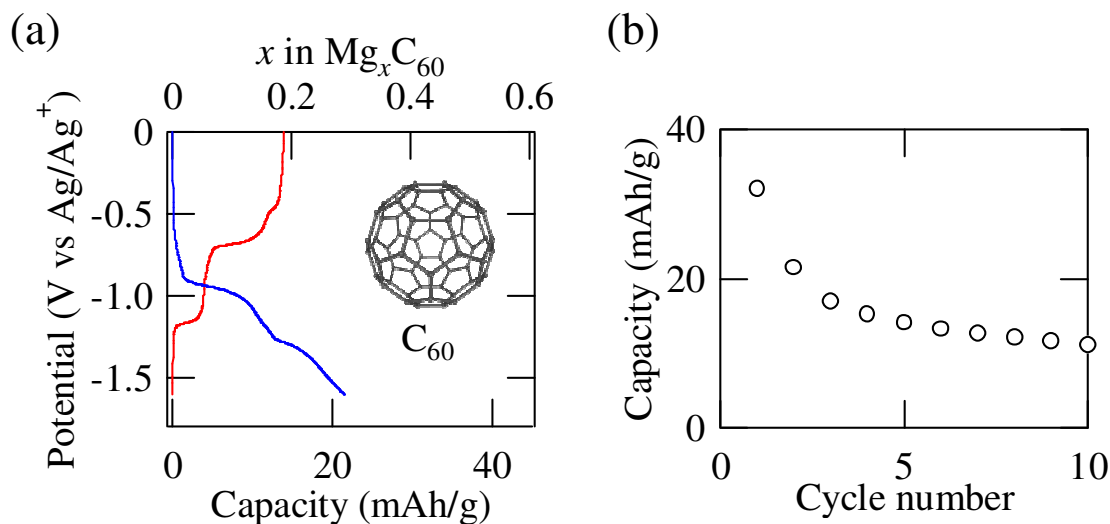 (a)
x in MgxC60
0 0.2 0.4 0.6
Potential (V vs Ag/Ag+)
0
-0.5
-1.0
-1.5
C60
0 20 40
Capacity (mAh/g)
(b)
Capacity (mAh/g)
40
20
0
0 5 10
Cycle number